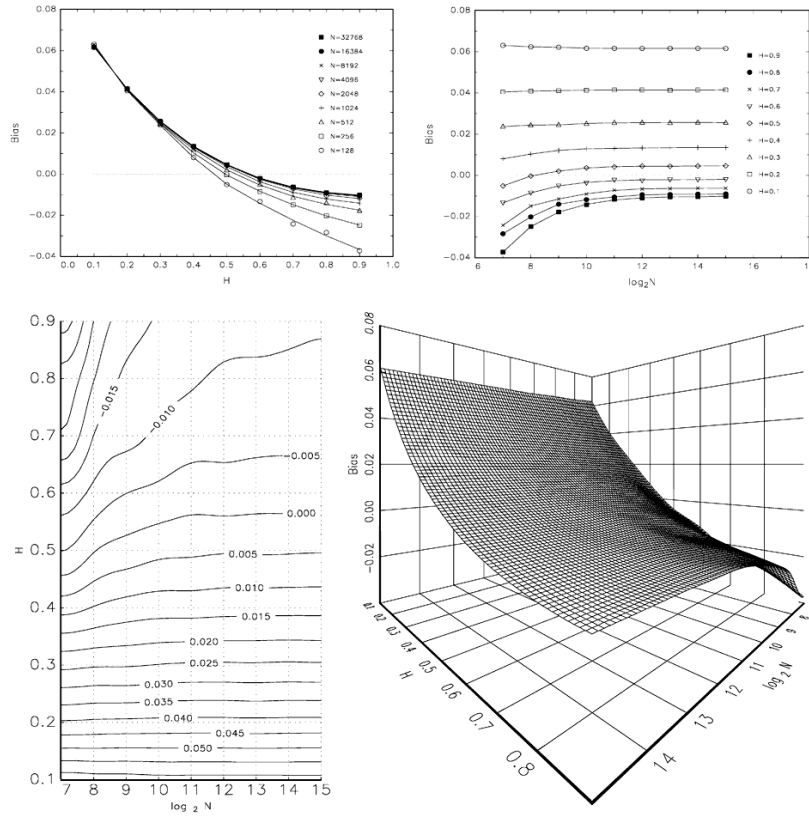 0.08
0.06
0.04
0.02
0.00
−0.02
−0.04
Bias
0.0 0.1 0.2 0.3 0.4 0.5 0.6 0.7 0.8 0.9 1.0
H
N=32768
N=16384
N=8192
N=4096
N=2048
N=1024
N=512
N=256
N=128
0.08
0.06
0.04
0.02
0.00
−0.02
−0.04
Bias
6 8 10 12 14 16 18
log₂N
H=0.9
H=0.8
H=0.7
H=0.6
H=0.5
H=0.4
H=0.3
H=0.2
H=0.1
0.9
0.8
0.7
0.6
0.5
0.4
0.3
0.2
0.1
H
−0.015
−0.010
−0.005
0.000
0.005
0.010
0.015
0.020
0.025
0.030
0.035
0.040
0.045
0.050
7 8 9 10 11 12 13 14 15
log ₂ N
0.08
0.06
0.04
0.02
0.00
−0.02
Bias
0.1 0.2 0.3 0.4 0.5 0.6 0.7 0.8
H
14 13 12 11 10 9 8
log ₂ N